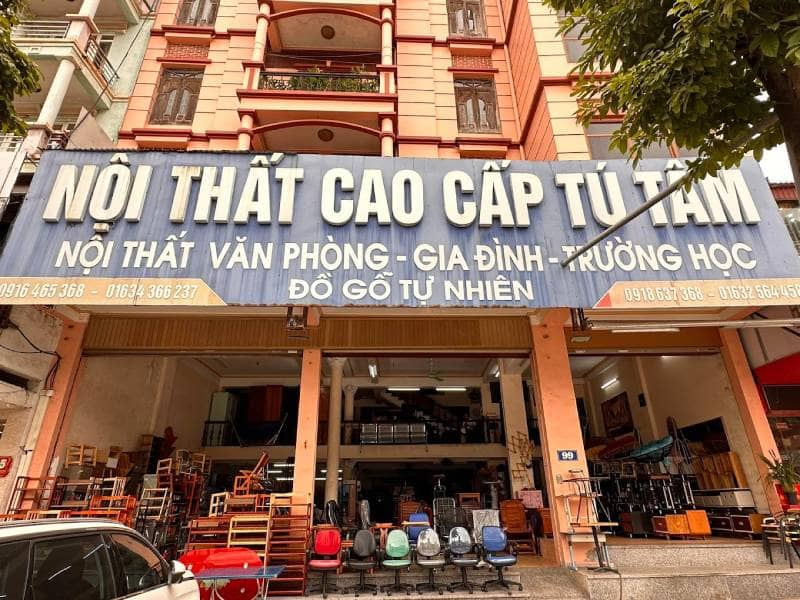 NỘI THẤT CAO CẤP TÚ TÂM
NỘI THẤT VĂN PHÒNG - GIA ĐÌNH - TRƯỜNG HỌC
ĐỒ GỖ TỰ NHIÊN
0916 465 368 - 01634 366 237
0918 637 368 - 01632 564 458
99